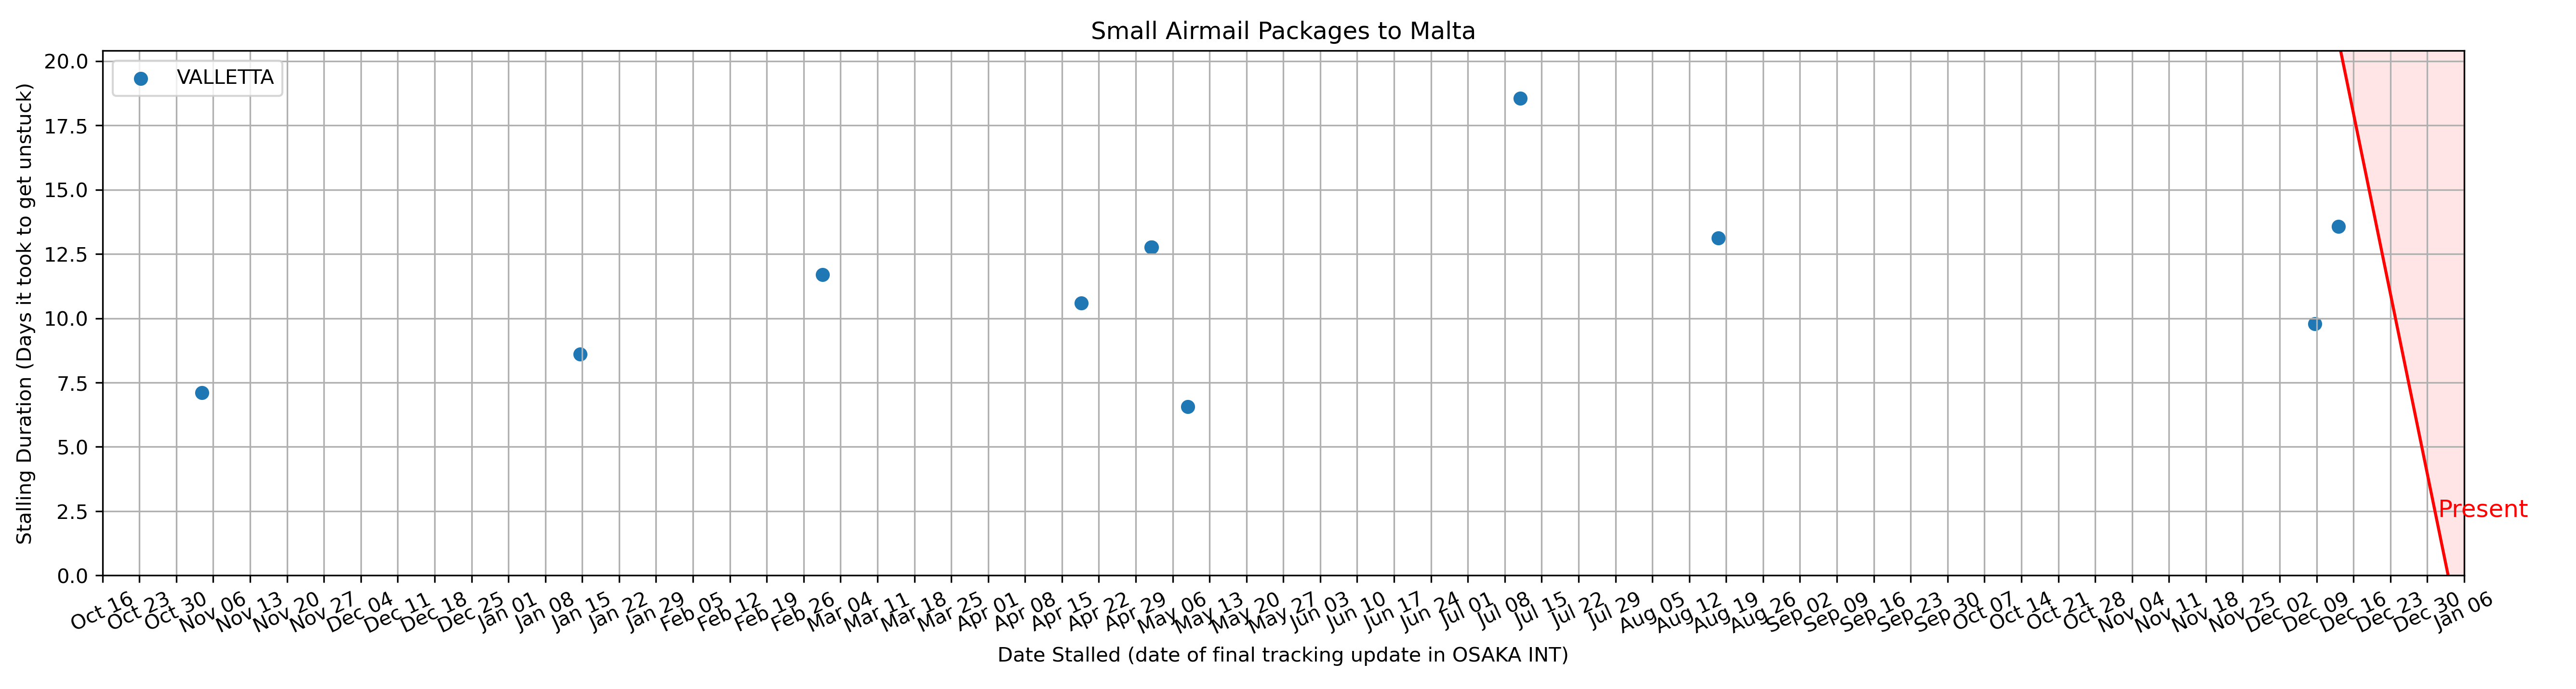 Small Airmail Packages to Malta
VALLETTA
Stalling Duration (Days it took to get unstuck)
20.0
17.5
15.0
12.5
10.0
7.5
5.0
2.5
0.0
Present
Oct 16
Oct 23
Oct 30
Nov 06
Nov 13
Nov 20
Nov 27
Dec 04
Dec 11
Dec 18
Dec 25
Jan 01
Jan 08
Jan 15
Jan 22
Jan 29
Feb 05
Feb 12
Feb 19
Feb 26
Mar 04
Mar 11
Mar 18
Mar 25
Apr 01
Apr 08
Apr 15
Apr 22
Apr 29
May 06
May 13
May 20
May 27
Jun 03
Jun 10
Jun 17
Jun 24
Jul 01
Jul 08
Jul 15
Jul 22
Jul 29
Aug 05
Aug 12
Aug 19
Aug 26
Sep 02
Sep 09
Sep 16
Sep 23
Sep 30
Oct 07
Oct 14
Oct 21
Oct 28
Nov 04
Nov 11
Nov 18
Nov 25
Dec 02
Dec 09
Dec 16
Dec 23
Dec 30
Jan 06
Date Stalled (date of final tracking update in OSAKA INT)